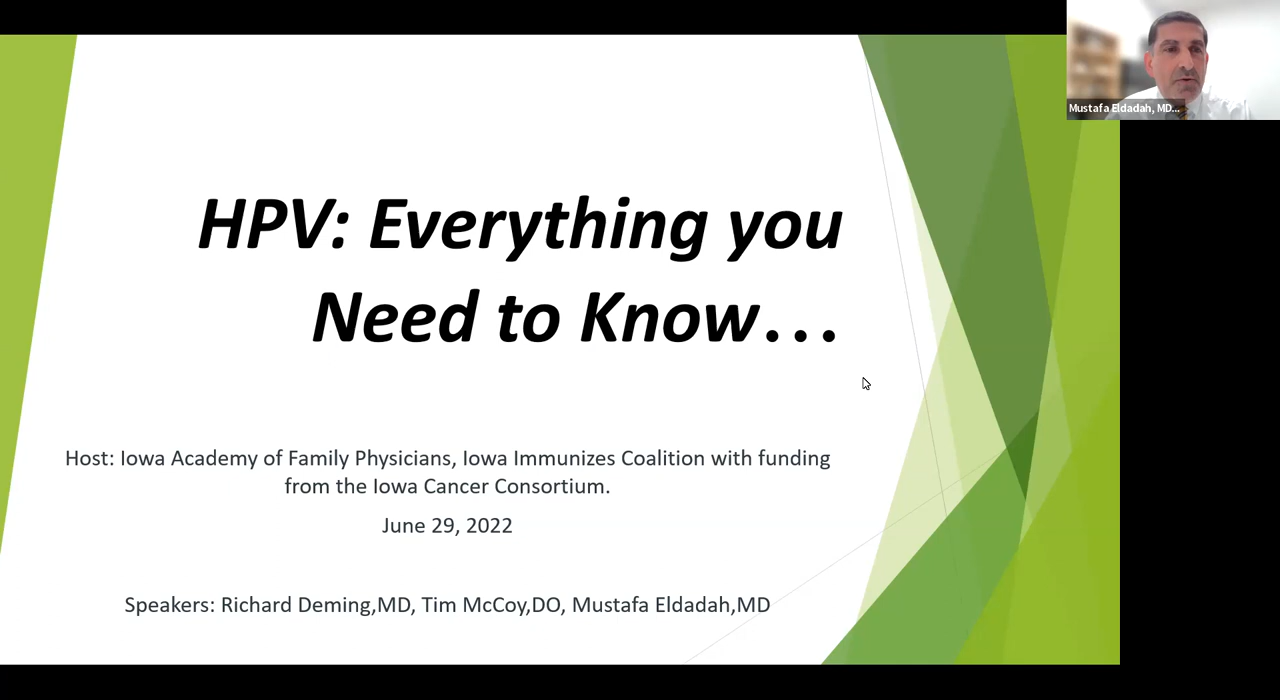 Mustafa Eldadah, MD...
HPV: Everything you
Need to Know...
Host: Iowa Academy of Family Physicians, Iowa Immunizes Coalition with funding
from the Iowa Cancer Consortium.
June 29, 2022
Speakers: Richard Deming,MD, Tim McCoy,DO, Mustafa Eldadah,MD